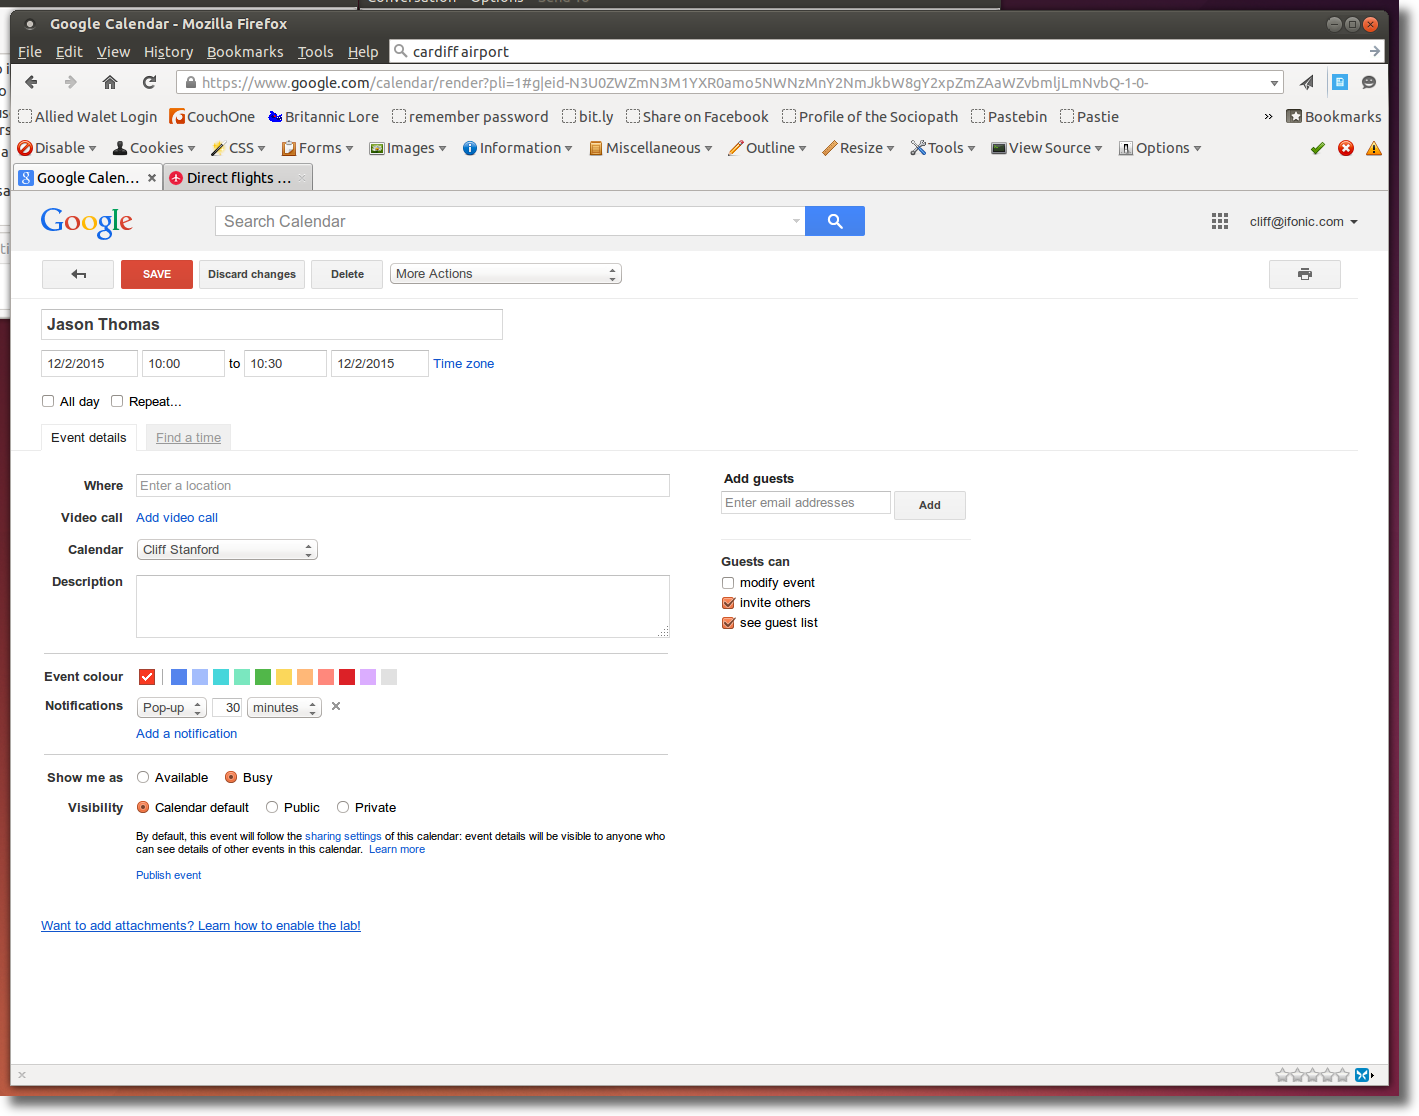 Conversation Options Send To
Google Calendar - Mozilla Firefox
File Edit View History Bookmarks Tools Help cardiff airport
https://www.google.com/calendar/render?pli=1#g|eid-N3U0ZWZmN3M1YXR0amo5NWNzMnY2NmJkbW8gY2xpZmZAaWZvbmljLmNvbQ-1-0-
Allied Walet Login CouchOne Britannic Lore remember password bit.ly Share on Facebook Profile of the Sociopath Pastebin Pastie » Bookmarks
Disable Cookies CSS Forms Images Information Miscellaneous Outline Resize Tools View Source Options
Google Calen... Direct flights ...
Google Search Calendar cliff@ifonic.com
SAVE Discard changes Delete More Actions
Jason Thomas
12/2/2015 10:00 to 10:30 12/2/2015 Time zone
All day Repeat...
Event details Find a time
Where Enter a location
Video call Add video call
Calendar Cliff Stanford
Description
Add guests
Enter email addresses Add
Guests can
modify event
invite others
see guest list
Event colour
Notifications Pop-up 30 minutes
Add a notification
Show me as Available Busy
Visibility Calendar default Public Private
By default, this event will follow the sharing settings of this calendar: event details will be visible to anyone who
can see details of other events in this calendar. Learn more
Publish event
Want to add attachments? Learn how to enable the lab!